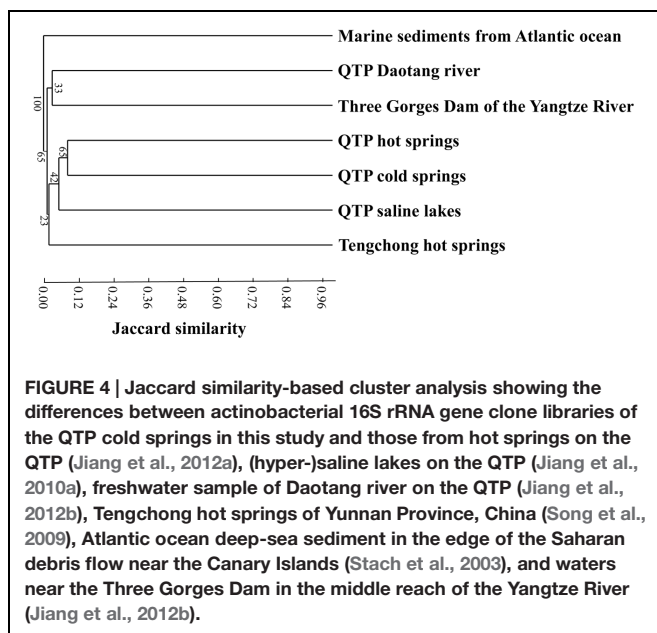 Marine sediments from Atlantic ocean
QTP Daotang river
Three Gorges Dam of the Yangtze River
QTP hot springs
QTP cold springs
QTP saline lakes
Tengchong hot springs
100
65
33
65
42
23
0.00 0.12 0.24 0.36 0.48 0.60 0.72 0.84 0.96
Jaccard similarity
FIGURE 4 | Jaccard similarity-based cluster analysis showing the
differences between actinobacterial 16S rRNA gene clone libraries of
the QTP cold springs in this study and those from hot springs on the
QTP (Jiang et al., 2012a), (hyper-)saline lakes on the QTP (Jiang et al.,
2010a), freshwater sample of Daotang river on the QTP (Jiang et al.,
2012b), Tengchong hot springs of Yunnan Province, China (Song et al.,
2009), Atlantic ocean deep-sea sediment in the edge of the Saharan
debris flow near the Canary Islands (Stach et al., 2003), and waters
near the Three Gorges Dam in the middle reach of the Yangtze River
(Jiang et al., 2012b).